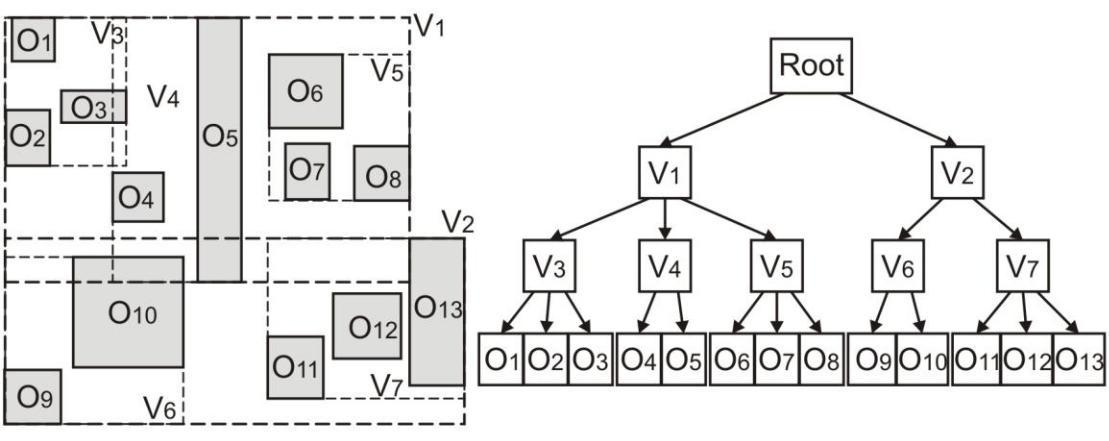 O1 V3 V1
V5
O6
V4
O3
O2 O5
O7 O8
O4
V2
O10 O13
O12
O11
V7
O9 V6
Root
V1 V2
V3 V4 V5 V6 V7
O1 O2 O3 O4 O5 O6 O7 O8 O9 O10 O11 O12 O13